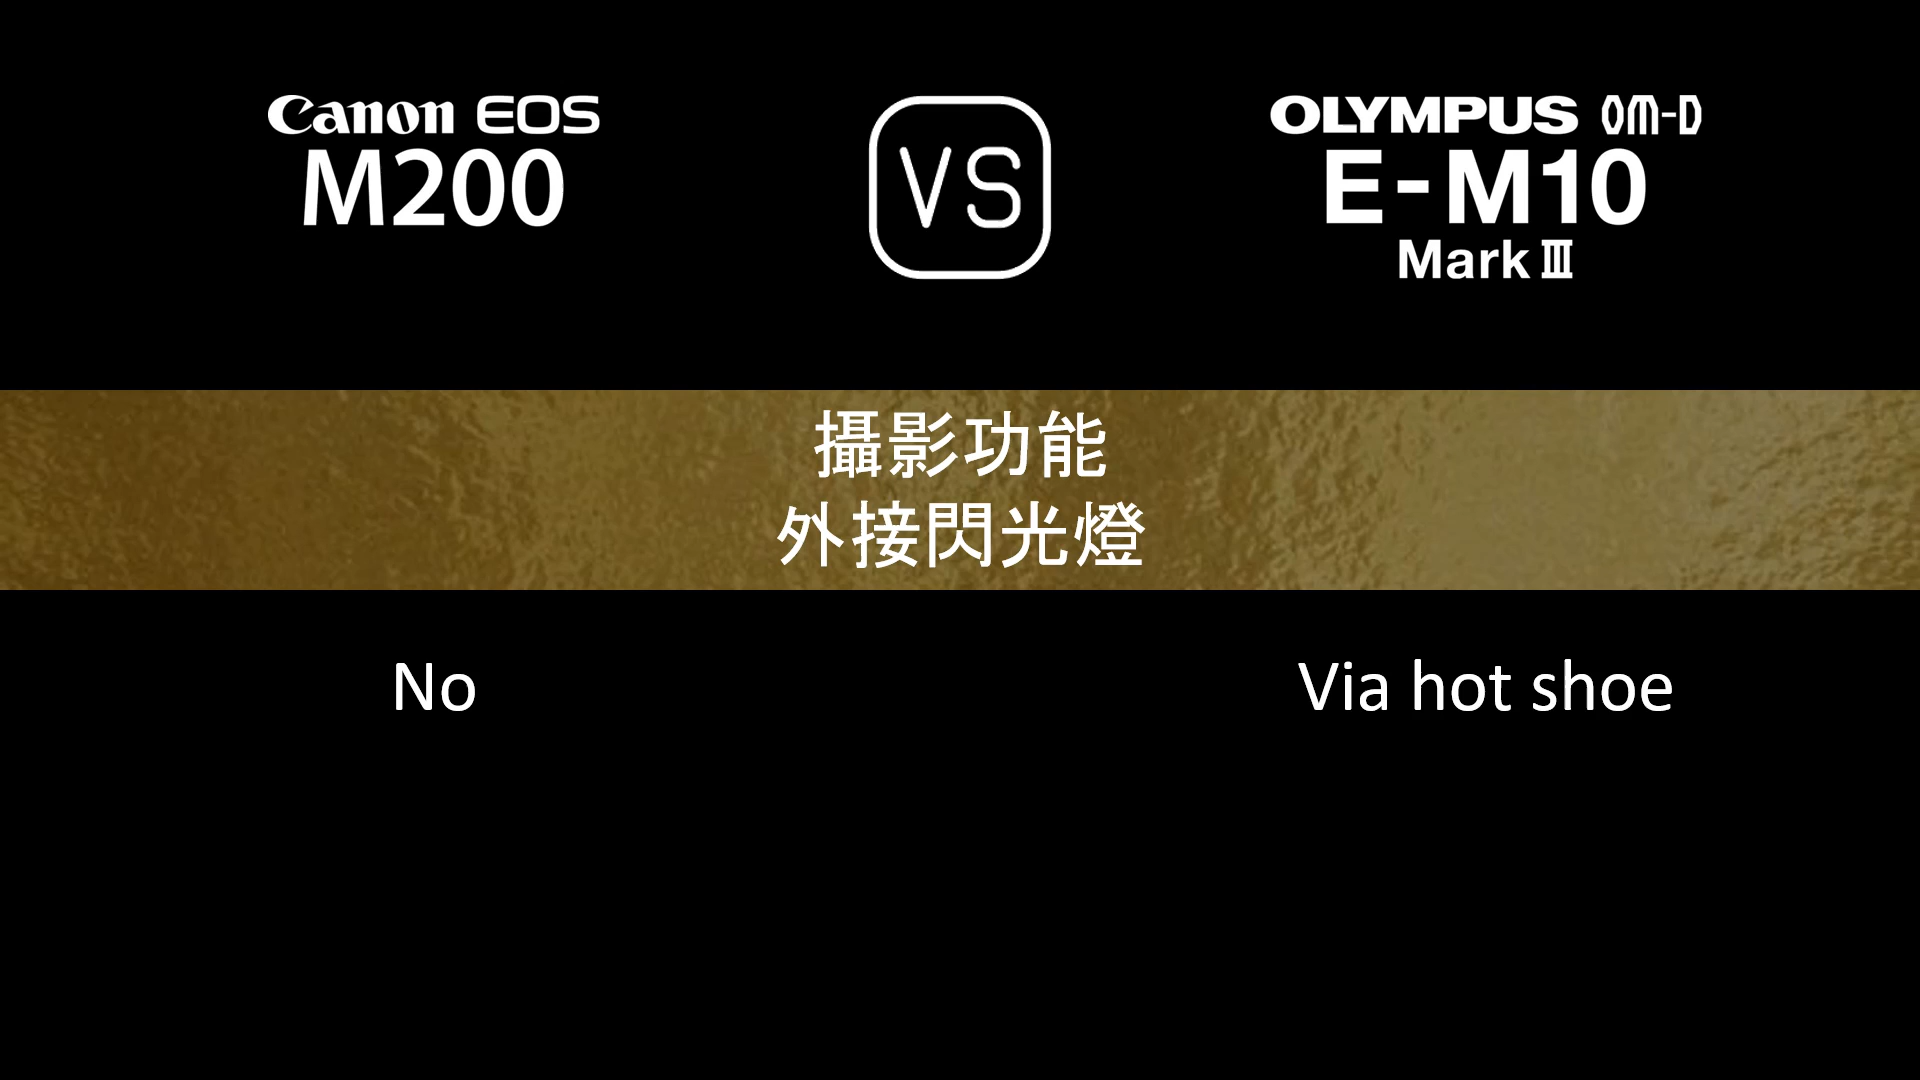 Canon EOS
M200
VS
OLYMPUS OM-D
E-M10
Mark III
攝影功能
外接閃光燈
No
Via hot shoe